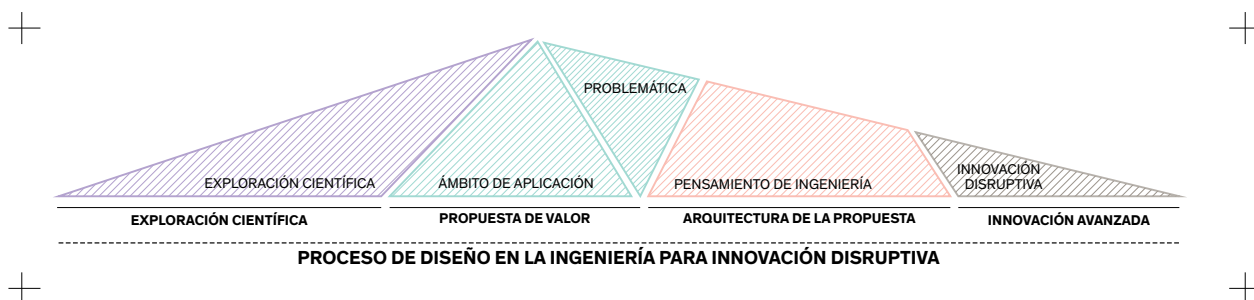 PROBLEMÁTICA
EXPLORACIÓN CIENTÍFICA
ÁMBITO DE APLICACIÓN
PENSAMIENTO DE INGENIERÍA
INNOVACIÓN
DISRUPTIVA
EXPLORACIÓN CIENTÍFICA
PROPUESTA DE VALOR
ARQUITECTURA DE LA PROPUESTA
INNOVACIÓN AVANZADA
PROCESO DE DISEÑO EN LA INGENIERÍA PARA INNOVACIÓN DISRUPTIVA